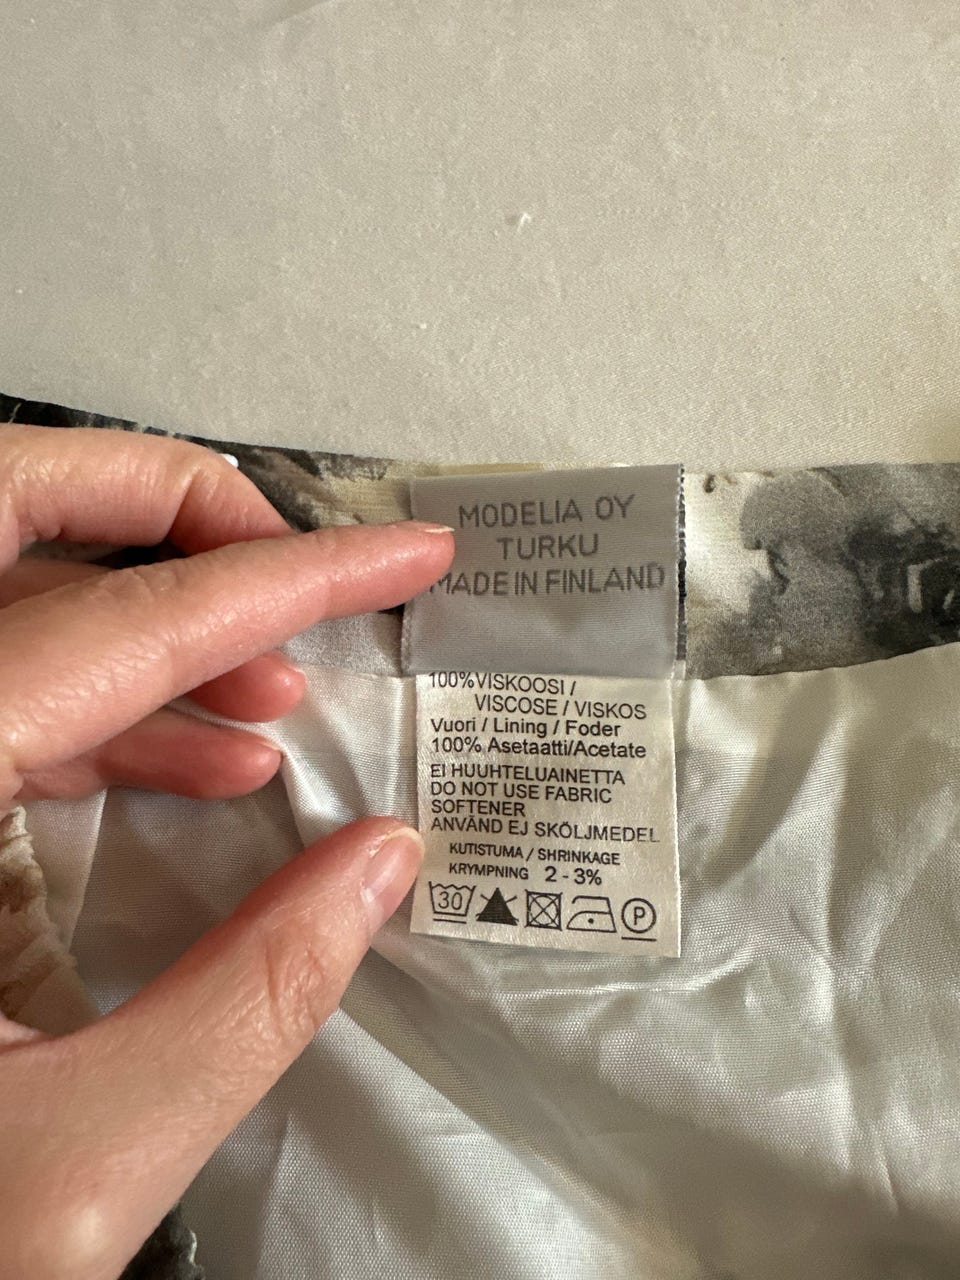 MODELIA OY
TURKU
MADE IN FINLAND
100%VISKOOSI /
VISCOSE / VISKOS
Vuori / Lining / Foder
100% Asetaatti/Acetate
EI HUUHTELUAINETTA
DO NOT USE FABRIC
SOFTENER
ANVÄND EJ SKÖLJMEDEL
KUTISTUMA / SHRINKAGE
KRYMPNING 2 - 3%
30 P